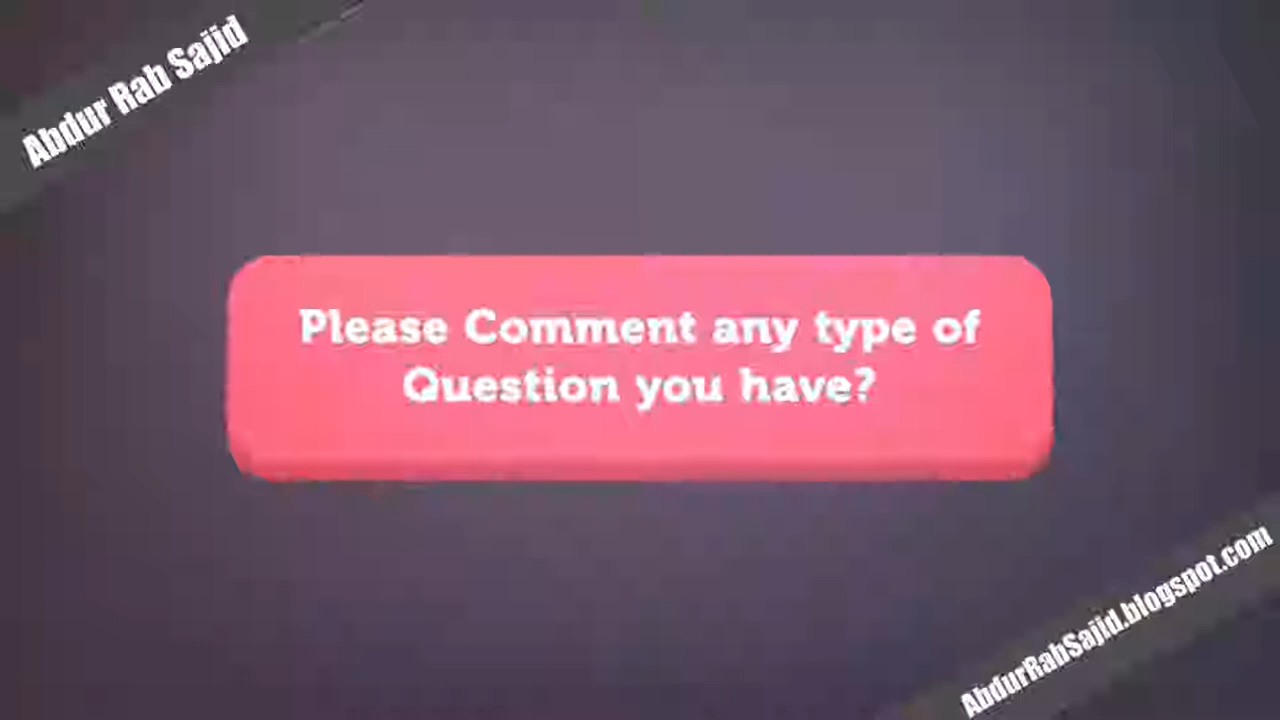 Abdur Rab Sajid
Please Comment any type of
Question you have?
AbdurRabSajid.blogspot.com